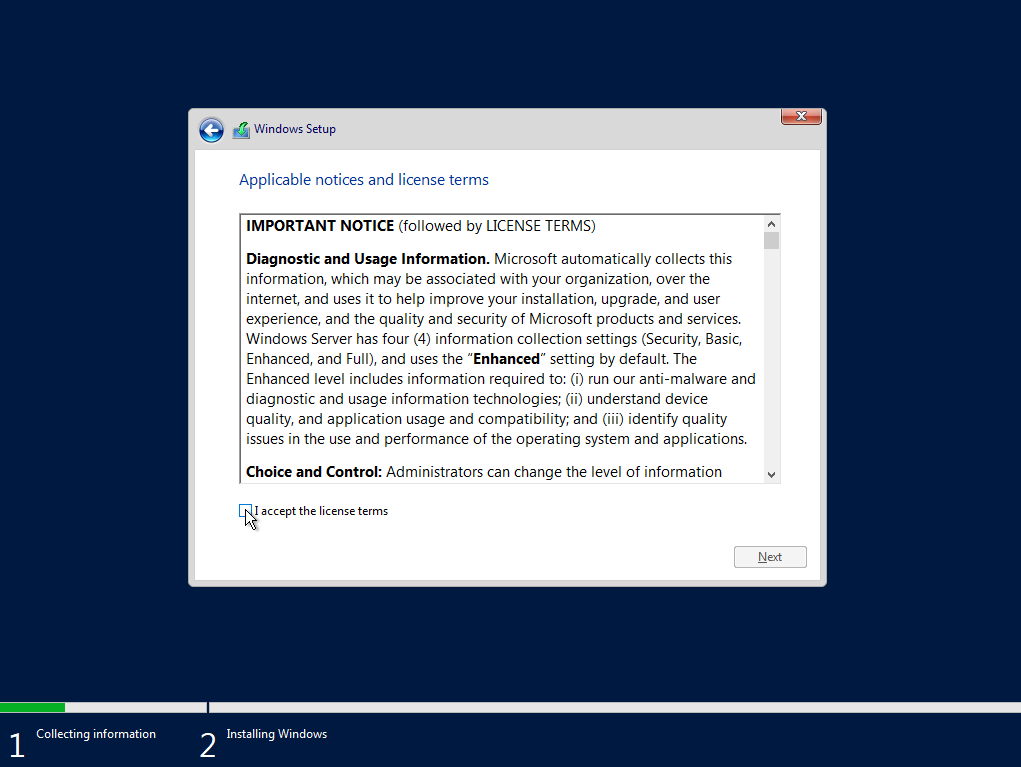 Windows Setup
Applicable notices and license terms
IMPORTANT NOTICE (followed by LICENSE TERMS)
Diagnostic and Usage Information. Microsoft automatically collects this
information, which may be associated with your organization, over the
internet, and uses it to help improve your installation, upgrade, and user
experience, and the quality and security of Microsoft products and services.
Windows Server has four (4) information collection settings (Security, Basic,
Enhanced, and Full), and uses the “Enhanced” setting by default. The
Enhanced level includes information required to: (i) run our anti-malware and
diagnostic and usage information technologies; (ii) understand device
quality, and application usage and compatibility; and (iii) identify quality
issues in the use and performance of the operating system and applications.
Choice and Control: Administrators can change the level of information
I accept the license terms
Next
1 Collecting information
2 Installing Windows